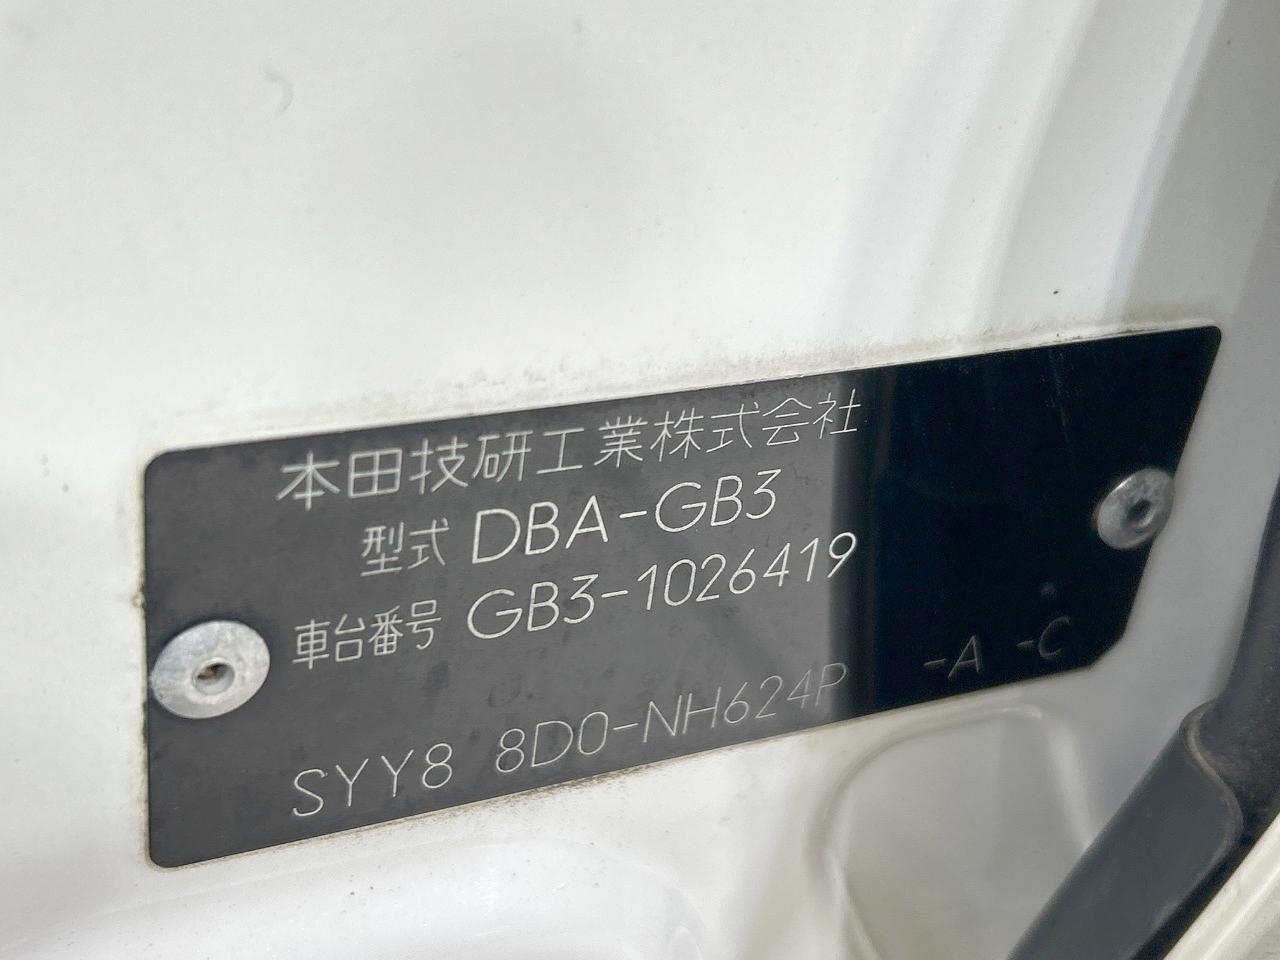 本田技研工業株式会社
型式 DBA-GB3
車台番号 GB3-1026419
SYY8 8D0-NH624P -A -C